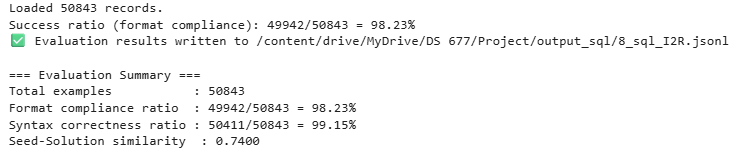 Loaded 50843 records.
Success ratio (format compliance): 49942/50843 = 98.23%
✅ Evaluation results written to /content/drive/MyDrive/DS 677/Project/output_sql/8_sql_I2R.jsonl
=== Evaluation Summary ===
Total examples : 50843
Format compliance ratio : 49942/50843 = 98.23%
Syntax correctness ratio : 50411/50843 = 99.15%
Seed-Solution similarity : 0.7400